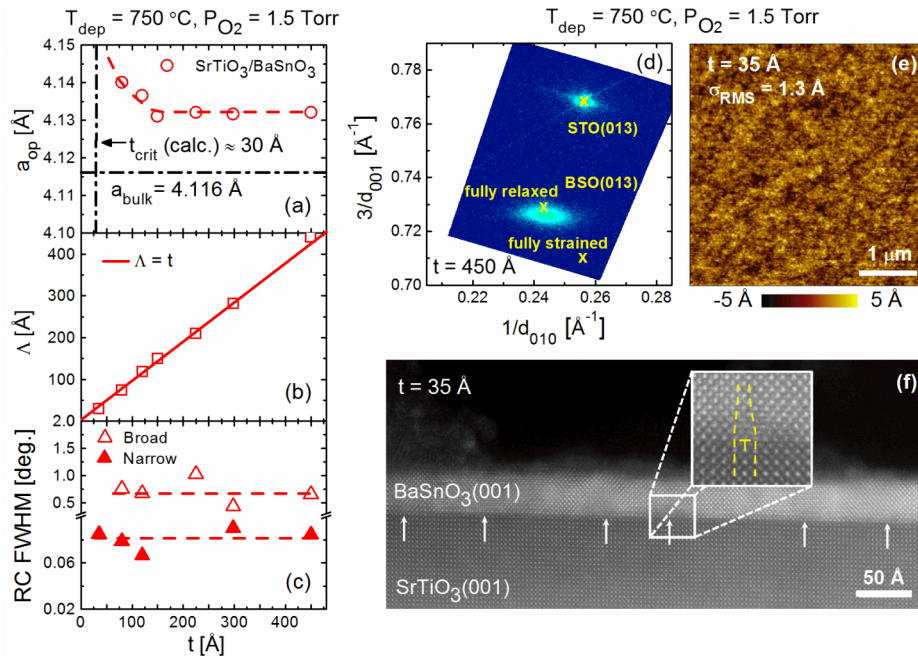 T_dep = 750 °C, P_O2 = 1.5 Torr
4.15
4.14
4.13
4.12
4.11
4.10
a_op [Å]
SrTiO3/BaSnO3
t_crit (calc.) ≈ 30 Å
a_bulk = 4.116 Å
(a)
400
300
200
100
Λ [Å]
Λ = t
(b)
2.0
1.5
1.0
0.5
0.06
0.02
RC FWHM [deg.]
Broad
Narrow
(c)
0 100 200 300 400
t [Å]
T_dep = 750 °C, P_O2 = 1.5 Torr
(d)
0.78
0.76
0.74
0.72
0.70
3/d_001 [Å⁻¹]
STO(013)
BSO(013)
fully relaxed
fully strained
t = 450 Å
0.22 0.24 0.26 0.28
1/d_010 [Å⁻¹]
t = 35 Å
(e)
σ_RMS = 1.3 Å
1 μm
-5 Å 5 Å
t = 35 Å
(f)
BaSnO3(001)
SrTiO3(001)
50 Å